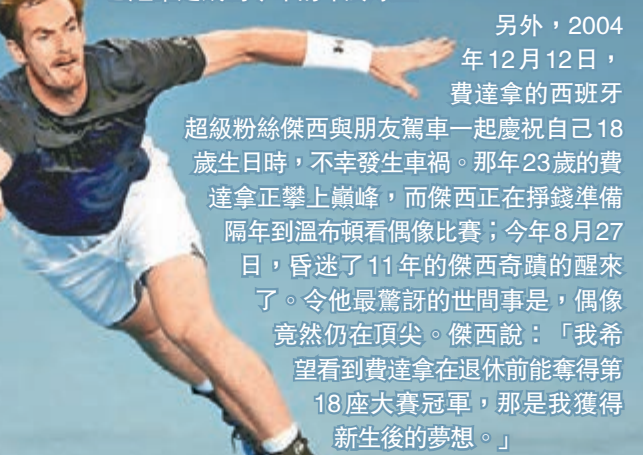 另外，2004
年12月12日，
費達拿的西班牙
超級粉絲傑西與朋友駕車一起慶祝自己18
歲生日時，不幸發生車禍。那年23歲的費
達拿正攀上巔峰，而傑西正在掙錢準備
隔年到溫布頓看偶像比賽；今年8月27
日，昏迷了11年的傑西奇蹟的醒來
了。令他最驚訝的世間事是，偶像
竟然仍在頂尖。傑西說：「我希
望看到費達拿在退休前能奪得第
18座大賽冠軍，那是我獲得
新生後的夢想。」